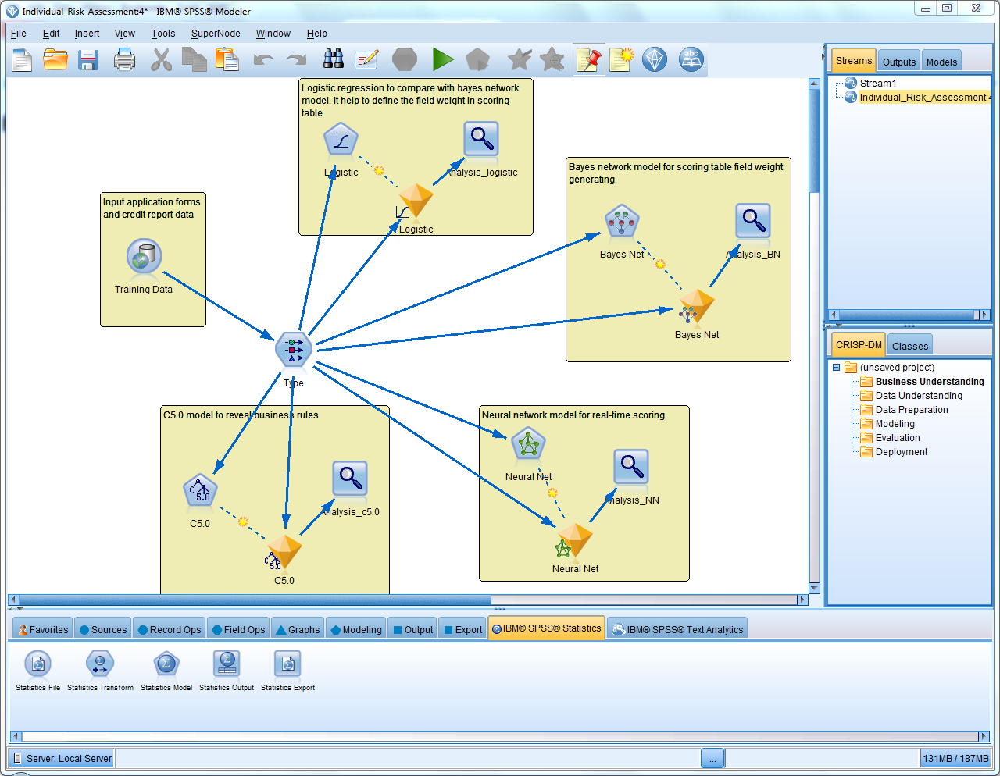 Individual_Risk_Assessment:4* - IBM® SPSS® Modeler
File Edit Insert View Tools SuperNode Window Help
abc
Logistic regression to compare with bayes network
model. It help to define the field weight in scoring
table.
Logistic
Analysis_logistic
Logistic
Bayes network model for scoring table field weight
generating
Bayes Net
Analysis_BN
Bayes Net
Input application forms
and credit report data
Training Data
Type
C5.0 model to reveal business rules
C 5.0
C5.0
Analysis_c5.0
C 5.0
C5.0
Neural network model for real-time scoring
Neural Net
Analysis_NN
Neural Net
Streams Outputs Models
Stream1
Individual_Risk_Assessment:4
CRISP-DM Classes
(unsaved project)
Business Understanding
Data Understanding
Data Preparation
Modeling
Evaluation
Deployment
Favorites Sources Record Ops Field Ops Graphs Modeling Output Export IBM® SPSS® Statistics IBM® SPSS® Text Analytics
Statistics File Statistics Transform Statistics Model Statistics Output Statistics Export
Server: Local Server ... 131MB / 187MB